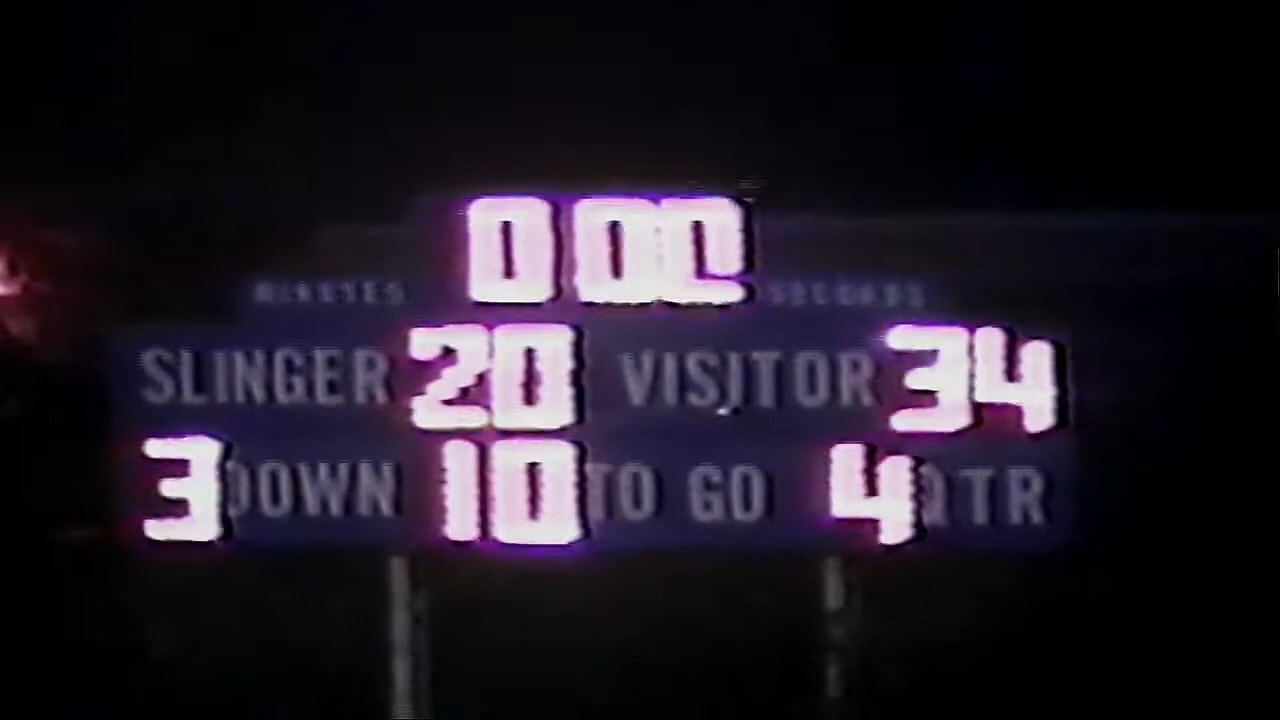 0 00
MINUTES SECONDS
SLINGER 20 VISITOR 34
3 DOWN 10 TO GO 4 QTR